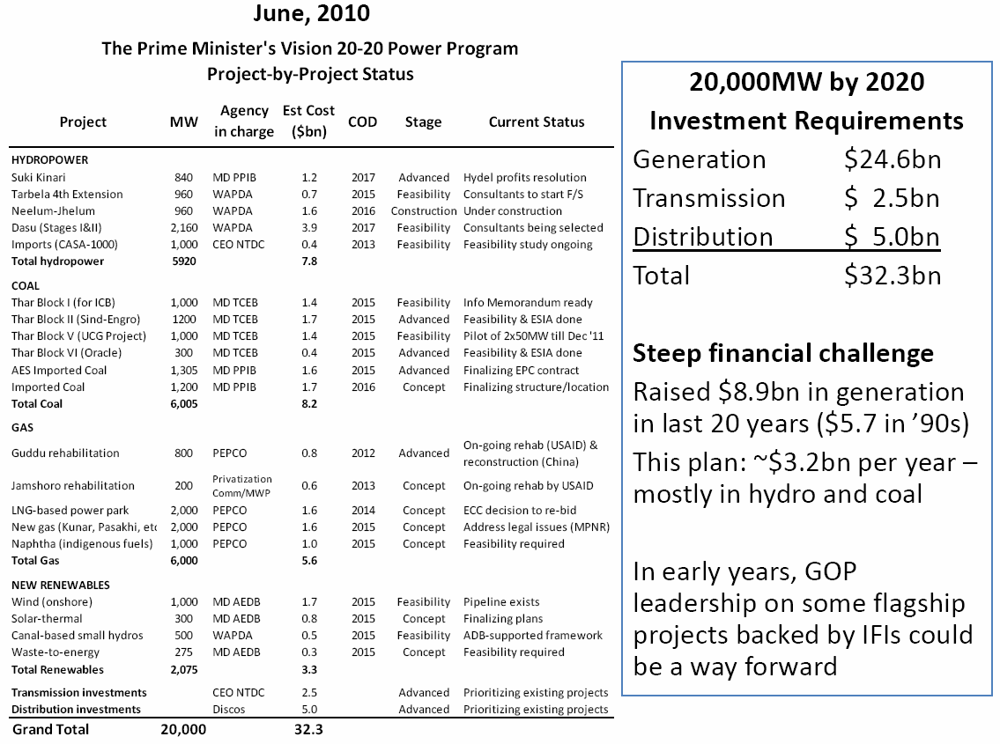 June, 2010
The Prime Minister's Vision 20-20 Power Program
Project-by-Project Status
Project MW Agency in charge Est Cost ($bn) COD Stage Current Status
HYDROPOWER
Suki Kinari 840 MD PPIB 1.2 2017 Advanced Hydel profits resolution
Tarbela 4th Extension 960 WAPDA 0.7 2015 Feasibility Consultants to start F/S
Neelum-Jhelum 960 WAPDA 1.6 2016 Construction Under construction
Dasu (Stages I&II) 2,160 WAPDA 3.9 2017 Feasibility Consultants being selected
Imports (CASA-1000) 1,000 CEO NTDC 0.4 2013 Feasibility Feasibility study ongoing
Total hydropower 5920 7.8
COAL
Thar Block I (for ICB) 1,000 MD TCEB 1.4 2015 Feasibility Info Memorandum ready
Thar Block II (Sind-Engro) 1200 MD TCEB 1.7 2015 Advanced Feasibility & ESIA done
Thar Block V (UCG Project) 1,000 MD TCEB 1.4 2015 Feasibility Pilot of 2x50MW till Dec '11
Thar Block VI (Oracle) 300 MD TCEB 0.4 2015 Advanced Feasibility & ESIA done
AES Imported Coal 1,305 MD PPIB 1.6 2015 Advanced Finalizing EPC contract
Imported Coal 1,200 MD PPIB 1.7 2016 Concept Finalizing structure/location
Total Coal 6,005 8.2
GAS
Guddu rehabilitation 800 PEPCO 0.8 2012 Advanced On-going rehab (USAID) & reconstruction (China)
Jamshoro rehabilitation 200 Privatization Comm/MWP 0.6 2013 Concept On-going rehab by USAID
LNG-based power park 2,000 PEPCO 1.6 2014 Concept ECC decision to re-bid
New gas (Kunar, Pasakhi, etc 2,000 PEPCO 1.6 2015 Concept Address legal issues (MPNR)
Naphtha (indigenous fuels) 1,000 PEPCO 1.0 2015 Concept Feasibility required
Total Gas 6,000 5.6
NEW RENEWABLES
Wind (onshore) 1,000 MD AEDB 1.7 2015 Feasibility Pipeline exists
Solar-thermal 300 MD AEDB 0.8 2015 Concept Finalizing plans
Canal-based small hydros 500 WAPDA 0.5 2015 Feasibility ADB-supported framework
Waste-to-energy 275 MD AEDB 0.3 2015 Concept Feasibility required
Total Renewables 2,075 3.3
Transmission investments CEO NTDC 2.5 Advanced Prioritizing existing projects
Distribution investments Discos 5.0 Advanced Prioritizing existing projects
Grand Total 20,000 32.3
20,000MW by 2020
Investment Requirements
Generation $24.6bn
Transmission $ 2.5bn
Distribution $ 5.0bn
Total $32.3bn
Steep financial challenge
Raised $8.9bn in generation
in last 20 years ($5.7 in ’90s)
This plan: ~$3.2bn per year –
mostly in hydro and coal
In early years, GOP
leadership on some flagship
projects backed by IFIs could
be a way forward